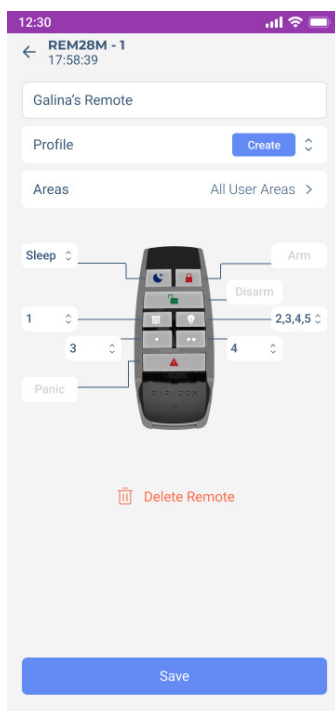 12:30
REM28M - 1
17:58:39
Galina's Remote
Profile
Create
Areas
All User Areas
Sleep
Arm
Disarm
1
2,3,4,5
3
4
Panic
PARADOX
Delete Remote
Save